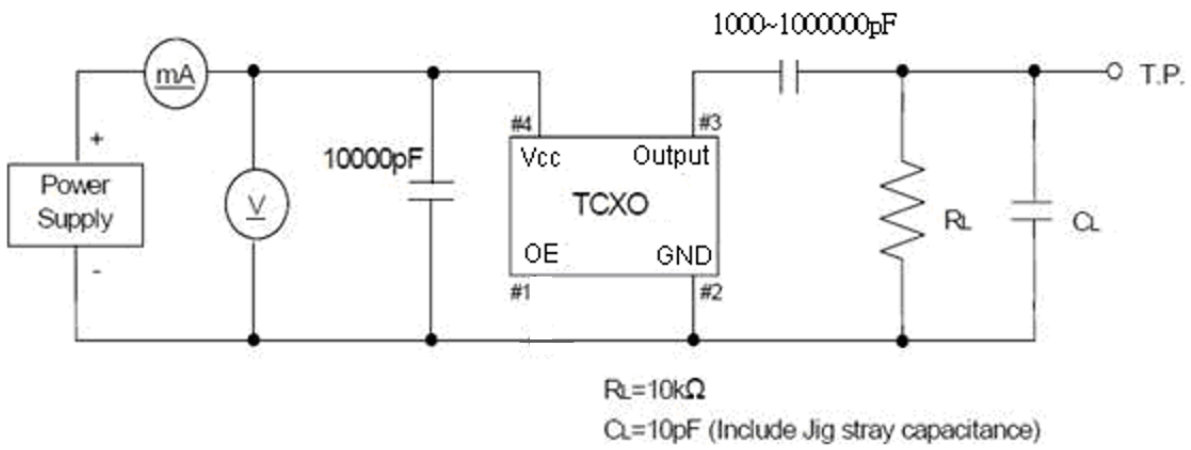 1000~1000000pF
mA
T.P.
#4
#3
+
10000pF
Vcc
Output
Power
Supply
V
TCXO
RL
CL
OE
GND
-
#1
#2
RL=10kΩ
CL=10pF (Include Jig stray capacitance)